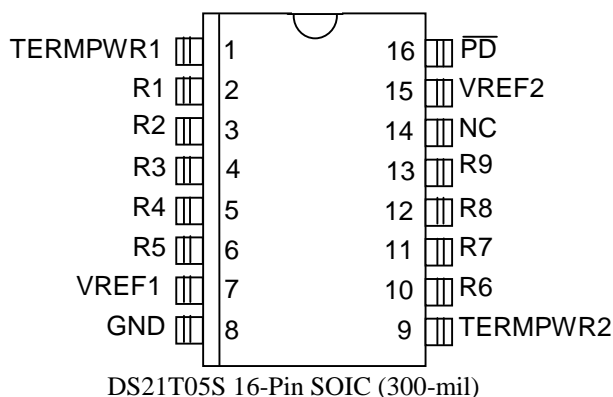 TERMPWR1 1 16 P̅D̅
R1 2 15 VREF2
R2 3 14 NC
R3 4 13 R9
R4 5 12 R8
R5 6 11 R7
VREF1 7 10 R6
GND 8 9 TERMPWR2
DS21T05S 16-Pin SOIC (300-mil)